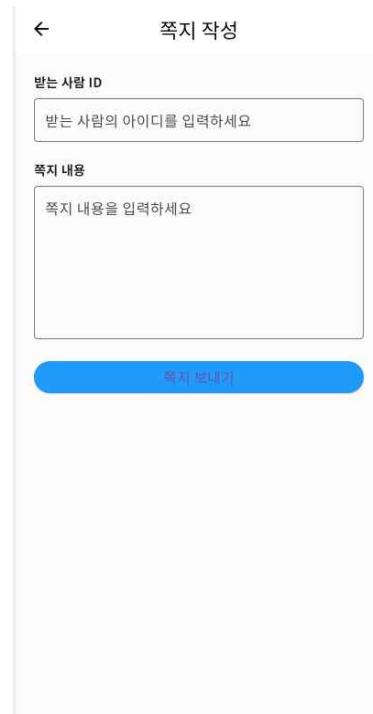 쪽지 작성
받는 사람 ID
받는 사람의 아이디를 입력하세요
쪽지 내용
쪽지 내용을 입력하세요
쪽지 보내기